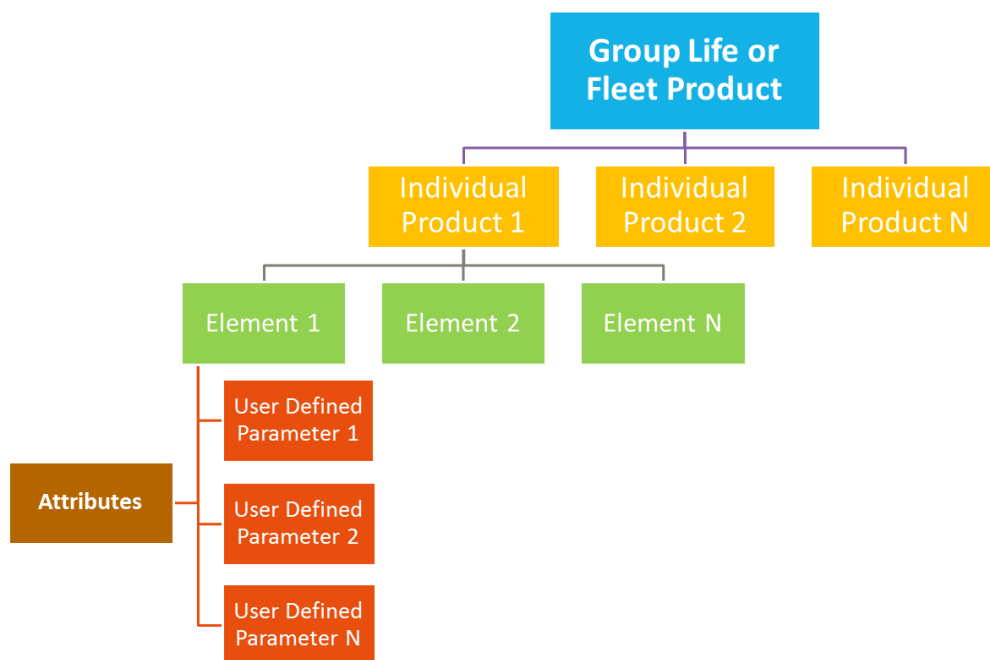 Group Life or
Fleet Product
Individual
Product 1
Individual
Product 2
Individual
Product N
Element 1
Element 2
Element N
User Defined
Parameter 1
Attributes
User Defined
Parameter 2
User Defined
Parameter N